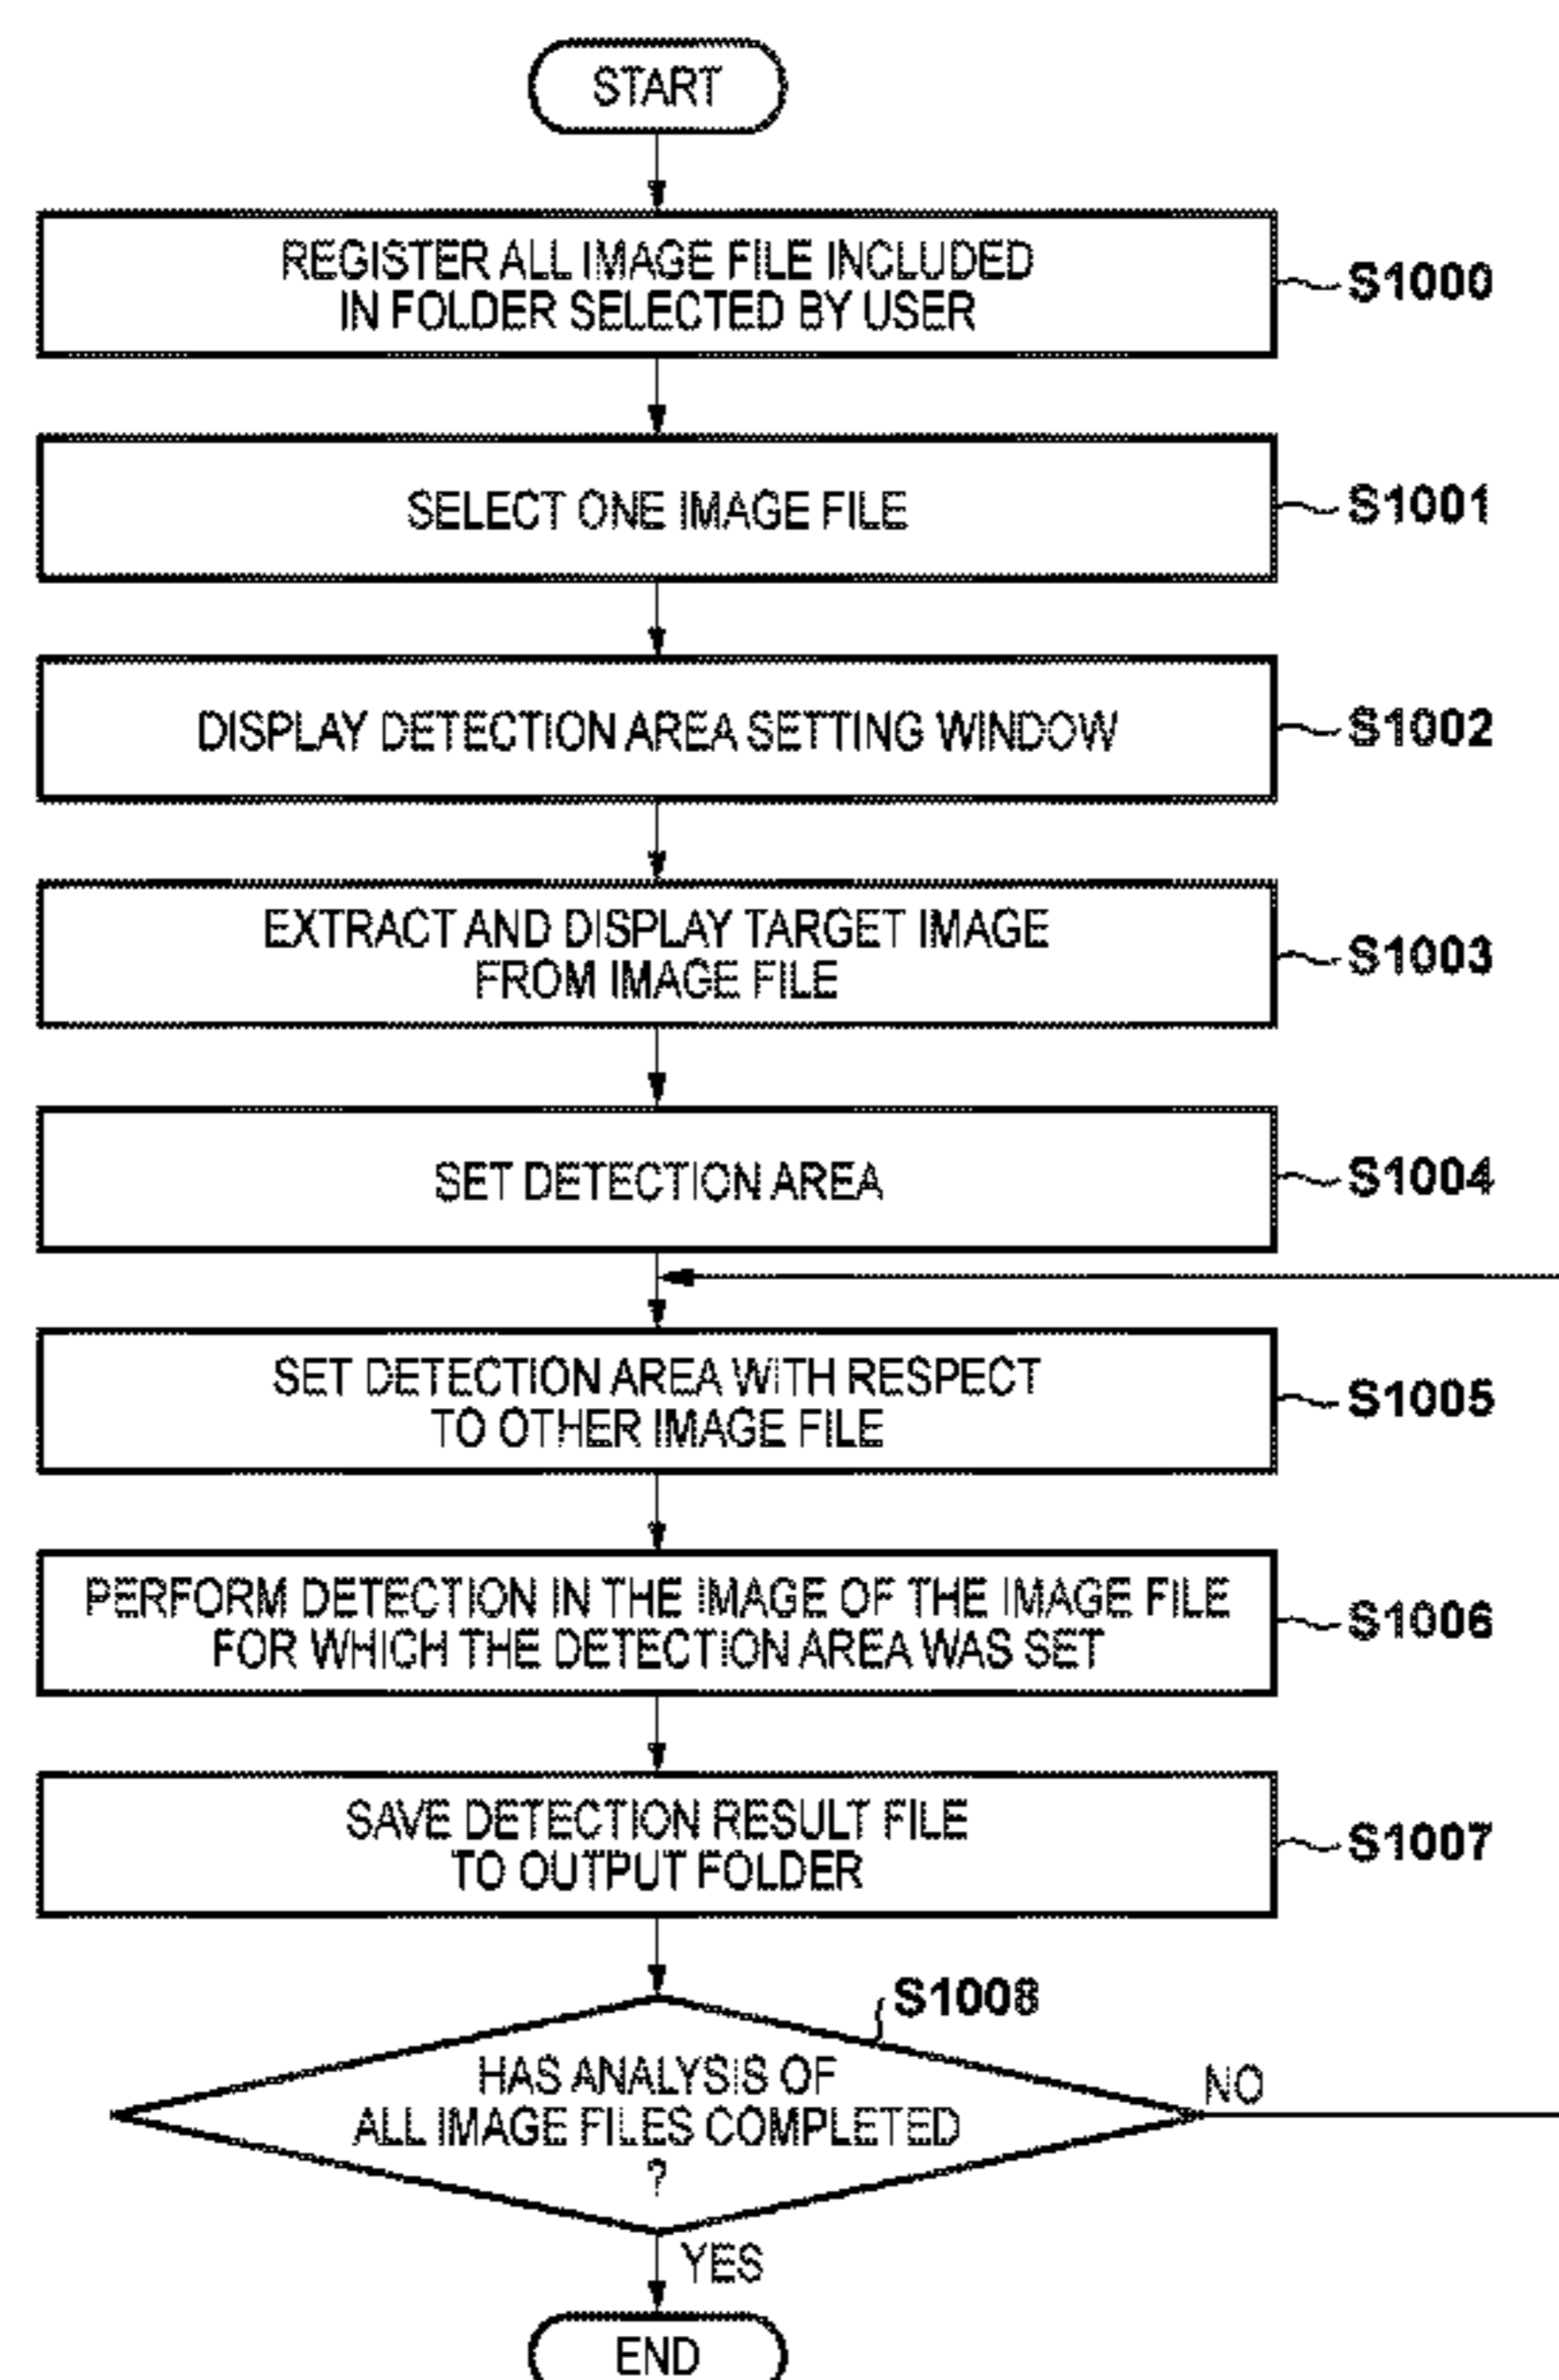 START
REGISTER ALL IMAGE FILE INCLUDED
IN FOLDER SELECTED BY USER
S1000
SELECT ONE IMAGE FILE
S1001
DISPLAY DETECTION AREA SETTING WINDOW
S1002
EXTRACT AND DISPLAY TARGET IMAGE
FROM IMAGE FILE
S1003
SET DETECTION AREA
S1004
SET DETECTION AREA WITH RESPECT
TO OTHER IMAGE FILE
S1005
PERFORM DETECTION IN THE IMAGE OF THE IMAGE FILE
FOR WHICH THE DETECTION AREA WAS SET
S1006
SAVE DETECTION RESULT FILE
TO OUTPUT FOLDER
S1007
S1008
HAS ANALYSIS OF
ALL IMAGE FILES COMPLETED
?
NO
YES
END